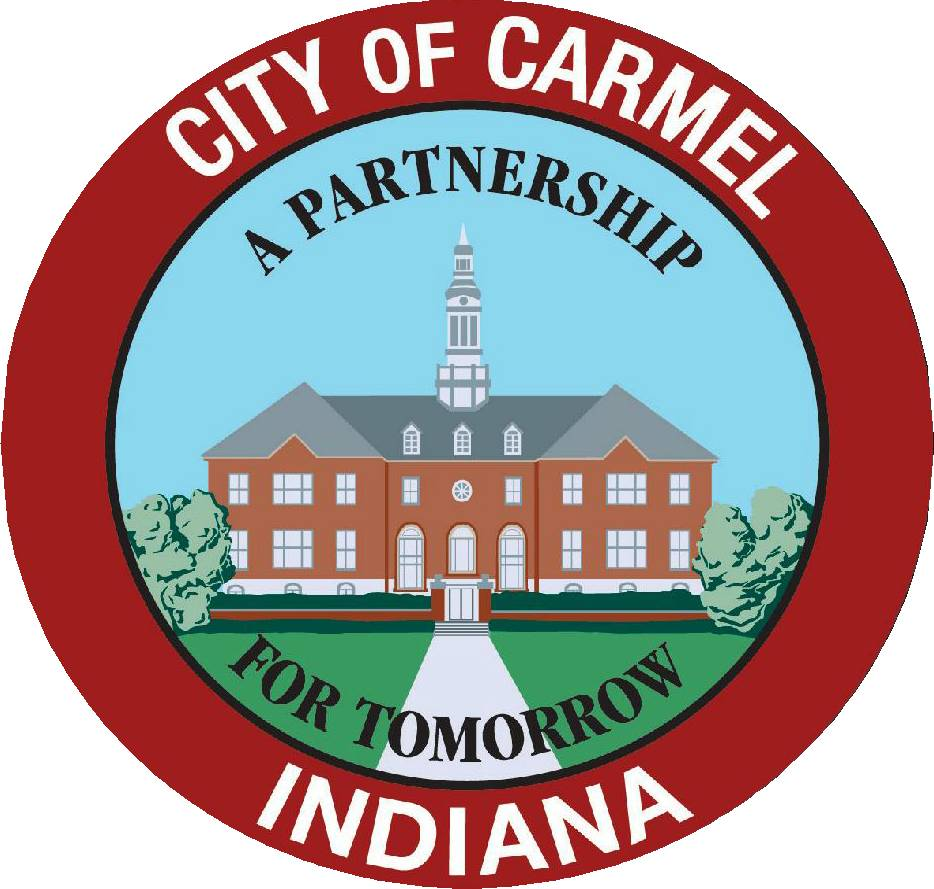 CITY OF CARMEL
A PARTNERSHIP
FOR TOMORROW
INDIANA